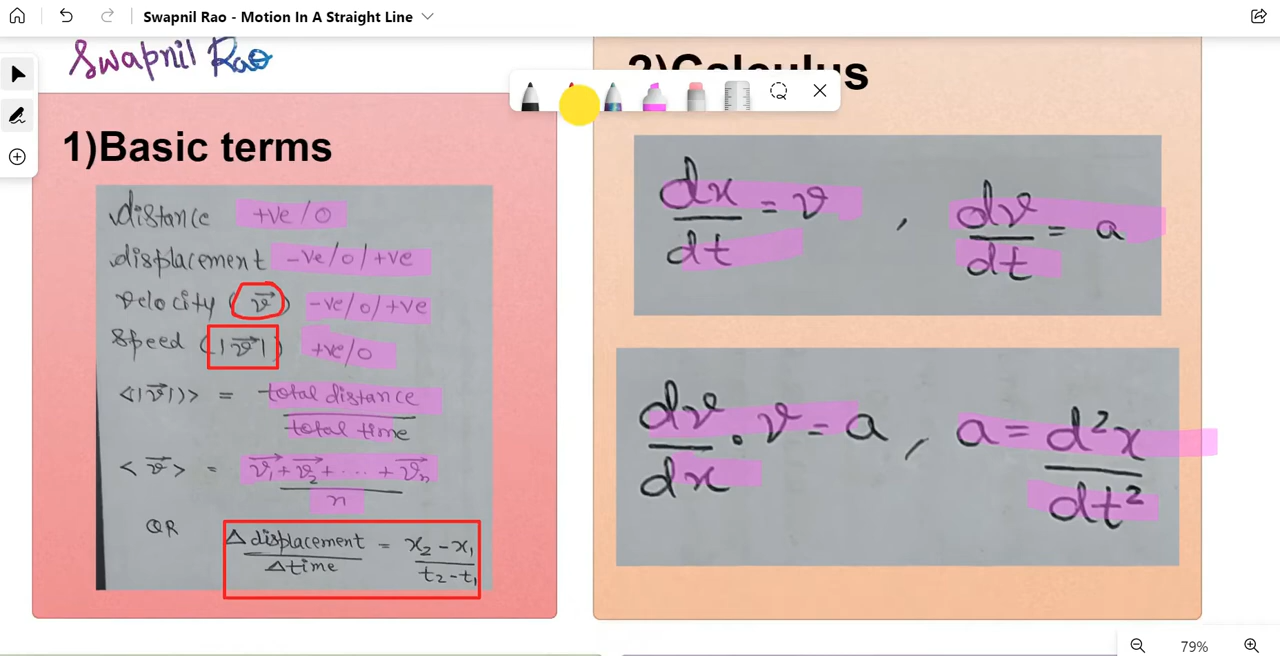 Swapnil Rao - Motion In A Straight Line
Swapnil Rao
1)Basic terms
distance +ve/0
displacement -ve/0/+ve
velocity (v⃗) -ve/0/+ve
speed (|v⃗|) +ve/0
<|v⃗|)> = total distance / total time
<v⃗> = v⃗₁+v⃗₂+....+v⃗n / n
OR
Δ displacement / Δ time = x₂-x₁ / t₂-t₁
2)Calculus
dx/dt = v , dv/dt = a
dv/dx . v = a , a = d²x/dt²
79%